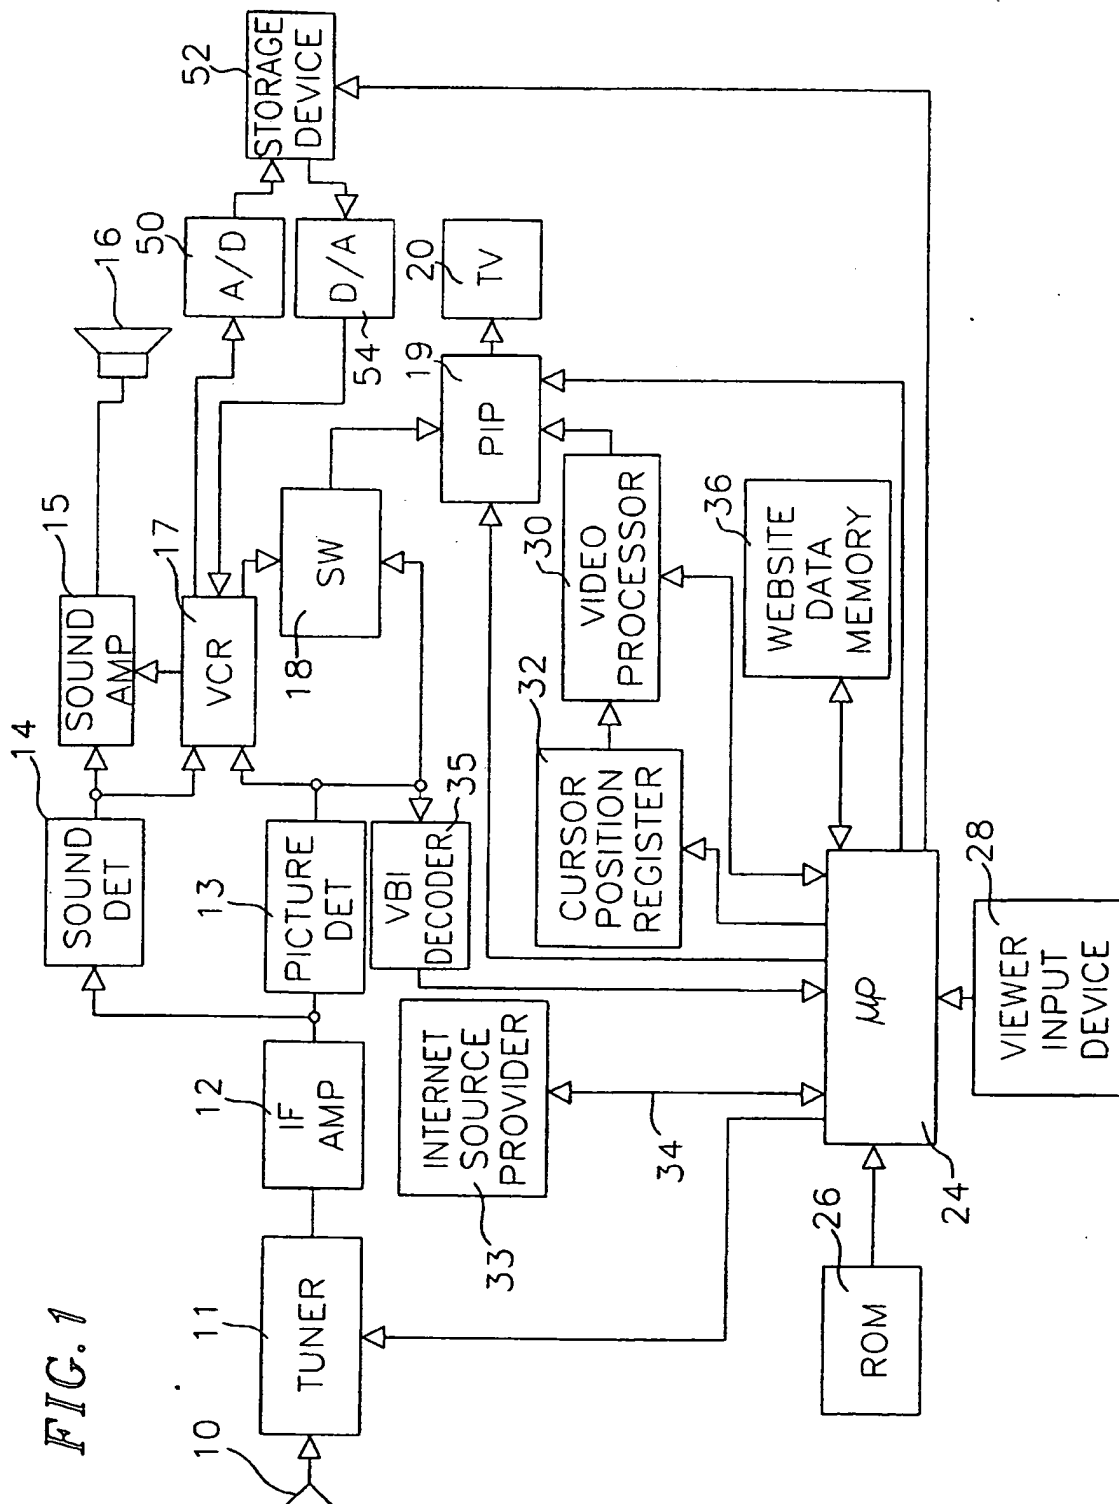 FIG. 1
10
11
TUNER
12
IF
AMP
13
PICTURE
DET
14
SOUND
DET
15
SOUND
AMP
16
17
VCR
18
SW
50
A/D
52
STORAGE
DEVICE
D/A
54
19
PIP
20
TV
VBI
DECODER
35
INTERNET
SOURCE
PROVIDER
33
34
32
CURSOR
POSITION
REGISTER
30
VIDEO
PROCESSOR
36
WEBSITE
DATA
MEMORY
26
ROM
μP
24
28
VIEWER
INPUT
DEVICE